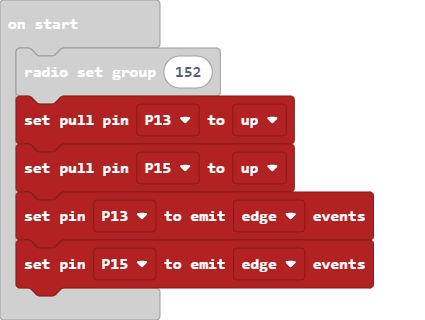 on start
radio set group 152
set pull pin P13 to up
set pull pin P15 to up
set pin P13 to emit edge events
set pin P15 to emit edge events